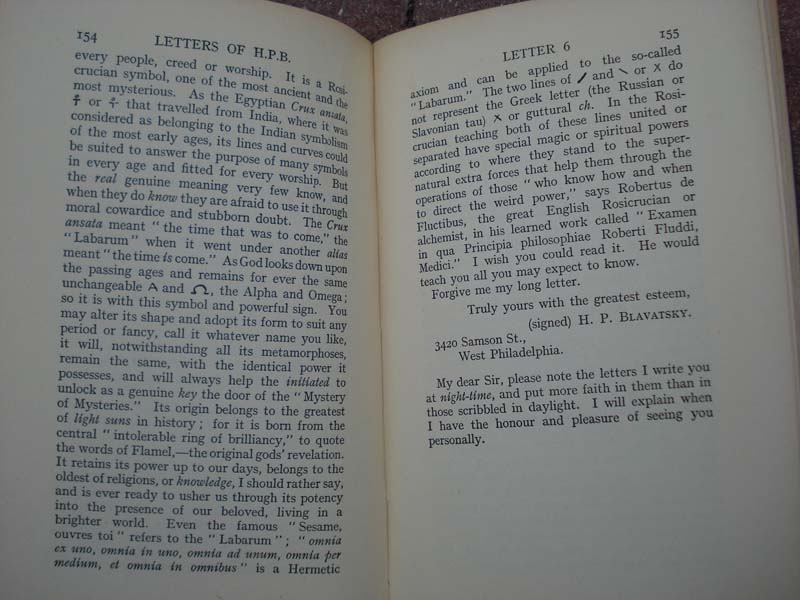 154 LETTERS OF H.P.B.
every people, creed or worship. It is a Rosi-
crucian symbol, one of the most ancient and the
most mysterious. As the Egyptian Crux ansata,
or that travelled from India, where it was
considered as belonging to the Indian symbolism
of the most early ages, its lines and curves could
be suited to answer the purpose of many symbols
in every age and fitted for every worship. But
the real genuine meaning very few know, and
when they do know they are afraid to use it through
moral cowardice and stubborn doubt. The Crux
ansata meant " the time that was to come," the
" Labarum " when it went under another alias
meant " the time is come." As God looks down upon
the passing ages and remains for ever the same
unchangeable A and Ω, the Alpha and Omega;
so it is with this symbol and powerful sign. You
may alter its shape and adopt its form to suit any
period or fancy, call it whatever name you like,
it will, notwithstanding all its metamorphoses,
remain the same, with the identical power it
possesses, and will always help the initiated to
unlock as a genuine key the door of the " Mystery
of Mysteries." Its origin belongs to the greatest
of light suns in history; for it is born from the
central " intolerable ring of brilliancy," to quote
the words of Flamel,—the original gods' revelation.
It retains its power up to our days, belongs to the
oldest of religions, or knowledge, I should rather say,
and is ever ready to usher us through its potency
into the presence of our beloved, living in a
brighter world. Even the famous " Sesame,
ouvres toi " refers to the " Labarum "; " omnia
ex uno, omnia in uno, omnia ad unum, omnia per
medium, et omnia in omnibus " is a Hermetic
LETTER 6 155
axiom and can be applied to the so-called
" Labarum." The two lines of / and \ or X do
not represent the Greek letter (the Russian or
Slavonian tau) X or guttural ch. In the Rosi-
crucian teaching both of these lines united or
separated have special magic or spiritual powers
according to where they stand to the super-
natural extra forces that help them through the
operations of those " who know how and when
to direct the weird power," says Robertus de
Fluctibus, the great English Rosicrucian or
alchemist, in his learned work called " Examen
in qua Principia philosophiae Roberti Fluddi,
Medici." I wish you could read it. He would
teach you all you may expect to know.
Forgive me my long letter.
Truly yours with the greatest esteem,
(signed) H. P. BLAVATSKY.
3420 Samson St.,
West Philadelphia.
My dear Sir, please note the letters I write you
at night-time, and put more faith in them than in
those scribbled in daylight. I will explain when
I have the honour and pleasure of seeing you
personally.